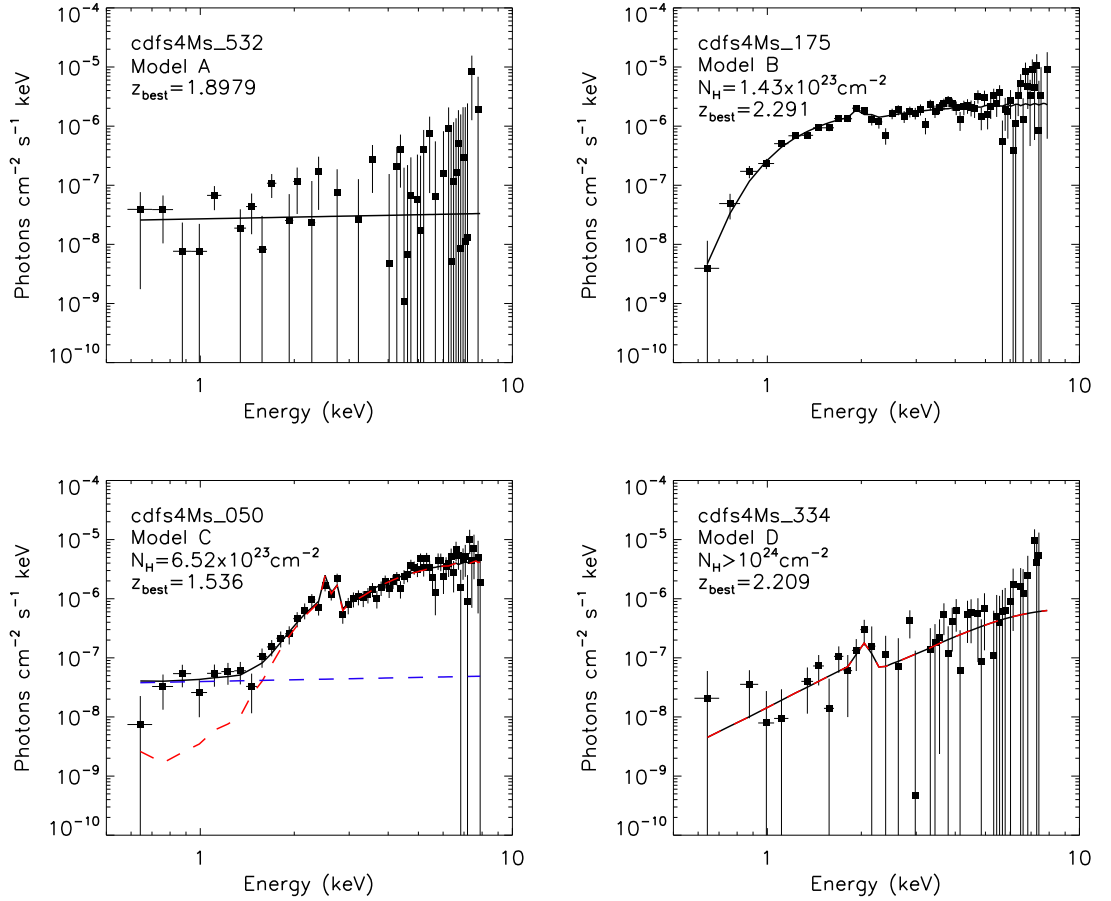 10⁻⁴
10⁻⁵
10⁻⁶
10⁻⁷
10⁻⁸
10⁻⁹
10⁻¹⁰
Photons cm⁻² s⁻¹ keV
cdfs4Ms_532
Model A
z_best=1.8979
1
10
Energy (keV)
10⁻⁴
10⁻⁵
10⁻⁶
10⁻⁷
10⁻⁸
10⁻⁹
10⁻¹⁰
Photons cm⁻² s⁻¹ keV
cdfs4Ms_175
Model B
N_H=1.43x10²³cm⁻²
z_best=2.291
1
10
Energy (keV)
10⁻⁴
10⁻⁵
10⁻⁶
10⁻⁷
10⁻⁸
10⁻⁹
10⁻¹⁰
Photons cm⁻² s⁻¹ keV
cdfs4Ms_050
Model C
N_H=6.52x10²³cm⁻²
z_best=1.536
1
10
Energy (keV)
10⁻⁴
10⁻⁵
10⁻⁶
10⁻⁷
10⁻⁸
10⁻⁹
10⁻¹⁰
Photons cm⁻² s⁻¹ keV
cdfs4Ms_334
Model D
N_H>10²⁴cm⁻²
z_best=2.209
1
10
Energy (keV)